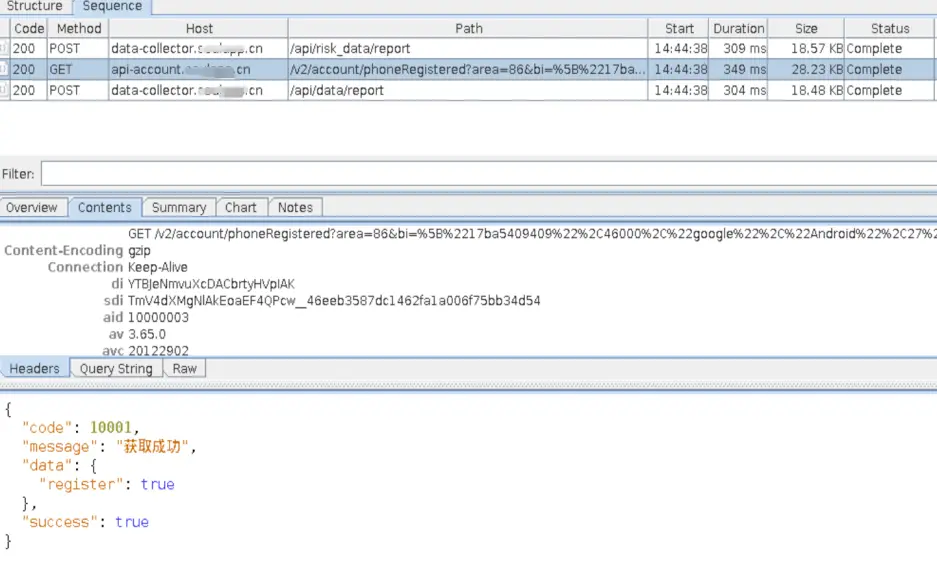 Structure Sequence
Code Method Host Path Start Duration Size Status
200 POST data-collector. .cn /api/risk_data/report 14:44:38 309 ms 18.57 KB Complete
200 GET api-account. .cn /v2/account/phoneRegistered?area=86&bi=%5B%2217ba... 14:44:38 349 ms 28.23 KB Complete
200 POST data-collector. .cn /api/data/report 14:44:38 304 ms 18.48 KB Complete
Filter:
Overview Contents Summary Chart Notes
GET /v2/account/phoneRegistered?area=86&bi=%5B%2217ba5409409%22%2C46000%2C%22google%22%2C%22Android%22%2C27%2
Content-Encoding gzip
Connection Keep-Alive
di YTBJeNmvuXcDACbrtyHVpIAK
sdi TmV4dXMgNlAkEoaEF4QPcw__46eeb3587dc1462fa1a006f75bb34d54
aid 10000003
av 3.65.0
avc 20122902
Headers Query String Raw
{
"code": 10001,
"message": "获取成功",
"data": {
"register": true
},
"success": true
}